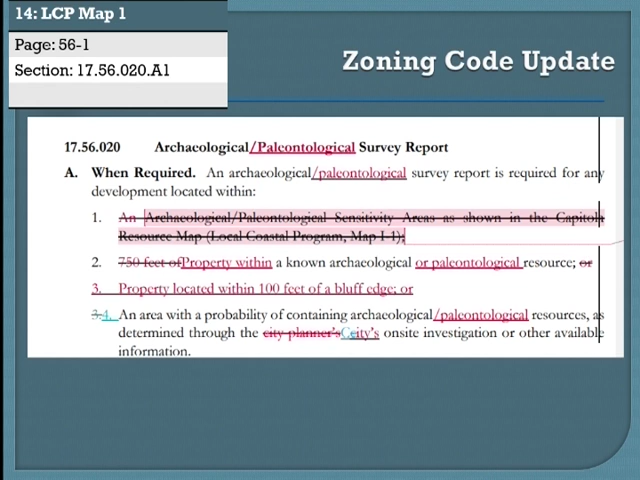 14: LCP Map 1
Page: 56-1
Section: 17.56.020.A1
Zoning Code Update
17.56.020 Archaeological/Paleontological Survey Report
A. When Required. An archaeological/paleontological survey report is required for any
development located within:
1. An Archaeological/Paleontological Sensitivity Areas as shown in the Capitola
Resource Map (Local Coastal Program, Map I-1);
2. 750 feet ofProperty within a known archaeological or paleontological resource; or
3. Property located within 100 feet of a bluff edge; or
3.4. An area with a probability of containing archaeological/paleontological resources, as
determined through the city planner's onsite investigation or other available
information.